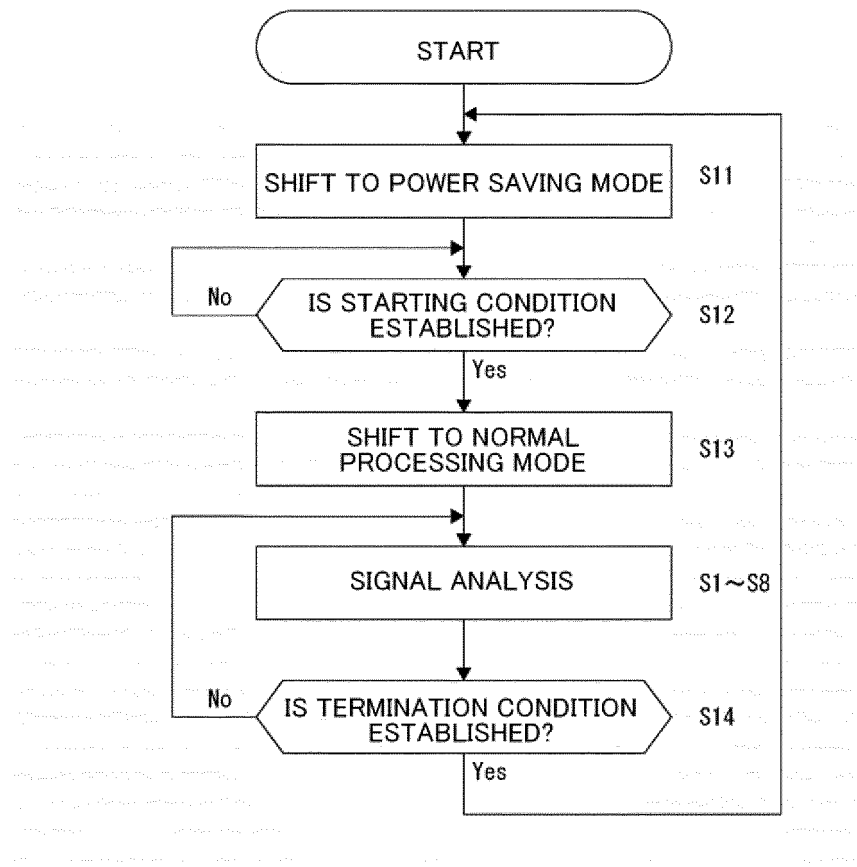 START
SHIFT TO POWER SAVING MODE
S11
No
IS STARTING CONDITION
ESTABLISHED?
S12
Yes
SHIFT TO NORMAL
PROCESSING MODE
S13
SIGNAL ANALYSIS
S1~S8
No
IS TERMINATION CONDITION
ESTABLISHED?
S14
Yes